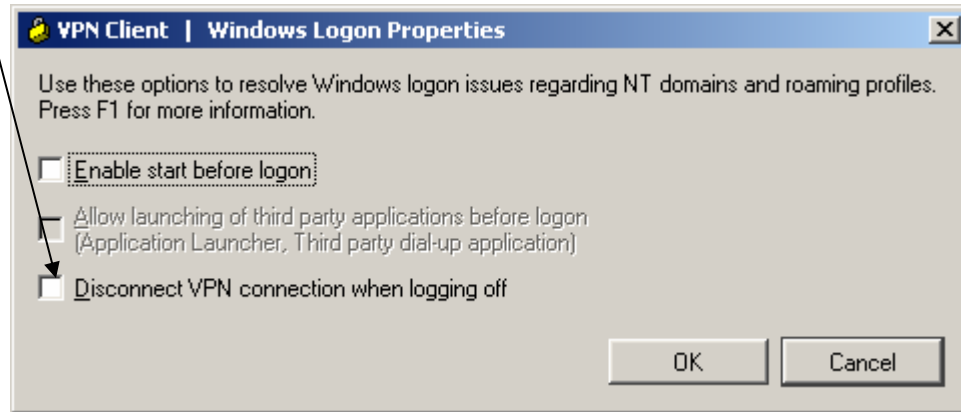 VPN Client | Windows Logon Properties
Use these options to resolve Windows logon issues regarding NT domains and roaming profiles.
Press F1 for more information.
Enable start before logon
Allow launching of third party applications before logon
(Application Launcher, Third party dial-up application)
Disconnect VPN connection when logging off
OK Cancel